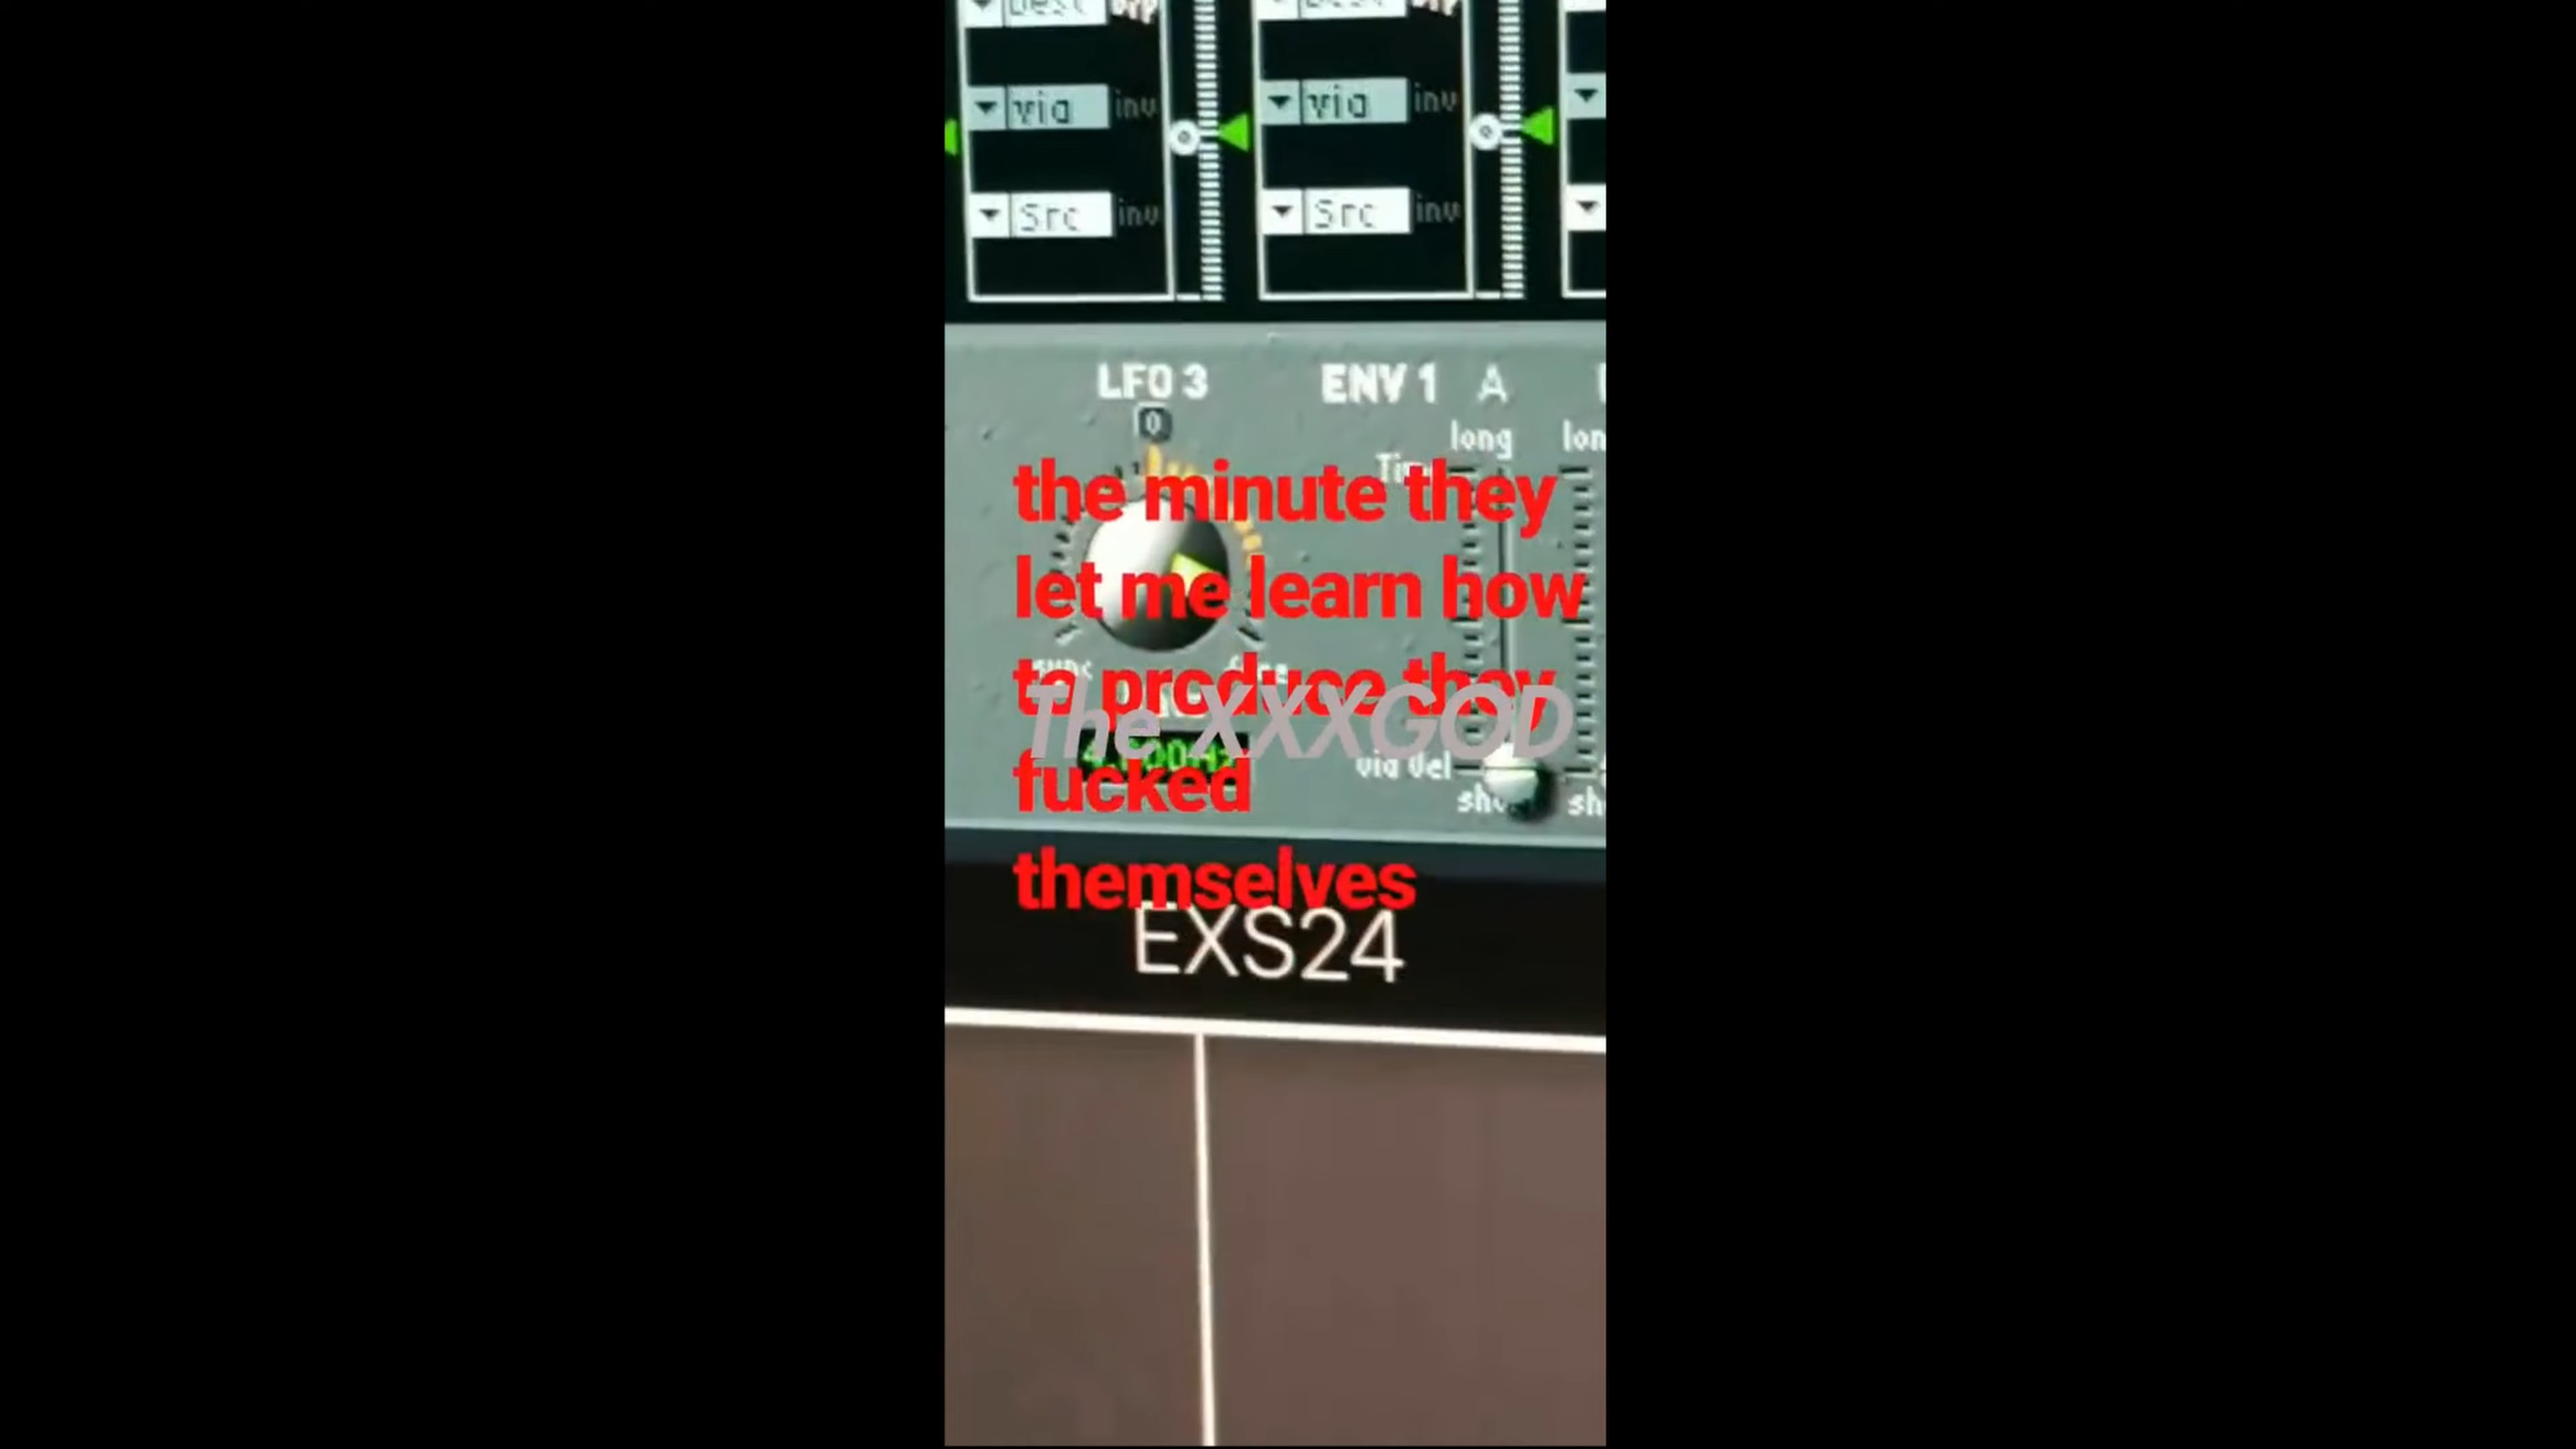 via inv via inv
Src inv Src inv
LFO 3 ENV 1 A
0
long
the minute they
let me learn how
to produce they
fucked
themselves
The XXXGOD
via vel
EXS24